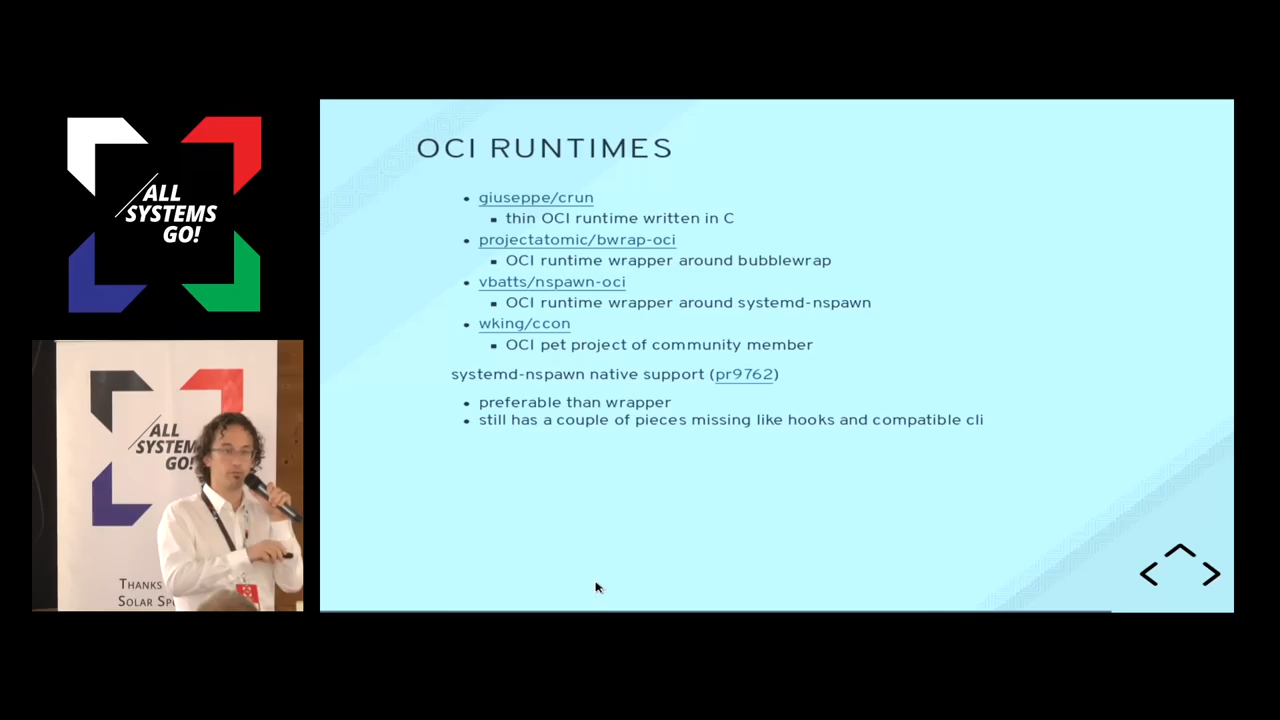 ALL
SYSTEMS
GO!
OCI RUNTIMES
giuseppe/crun
thin OCI runtime written in C
projectatomic/bwrap-oci
OCI runtime wrapper around bubblewrap
vbatts/nspawn-oci
OCI runtime wrapper around systemd-nspawn
wking/ccon
OCI pet project of community member
systemd-nspawn native support (pr9762)
preferable than wrapper
still has a couple of pieces missing like hooks and compatible cli
ALL
SYSTEM
GO!
THANKS
SOLAR